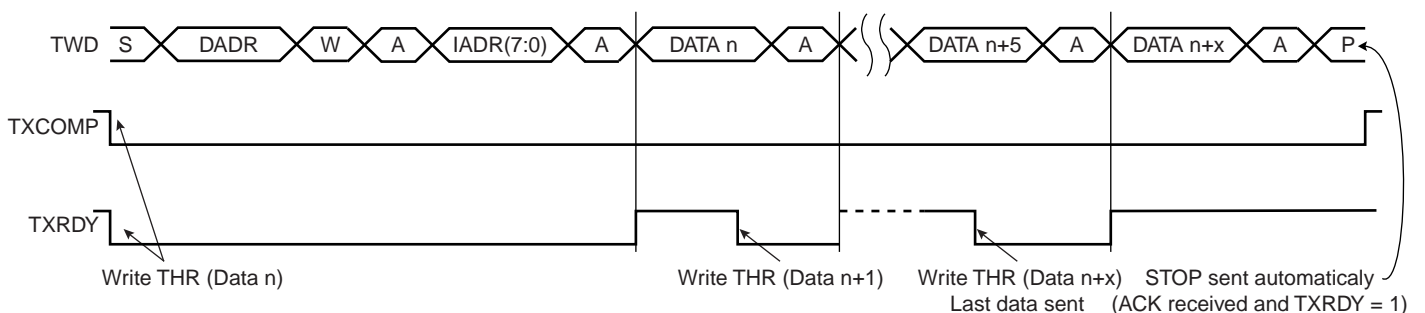 TWD S DADR W A IADR(7:0) A DATA n A DATA n+5 A DATA n+x A P
TXCOMP
TXRDY
Write THR (Data n) Write THR (Data n+1) Write THR (Data n+x) STOP sent automaticaly
Last data sent (ACK received and TXRDY = 1)